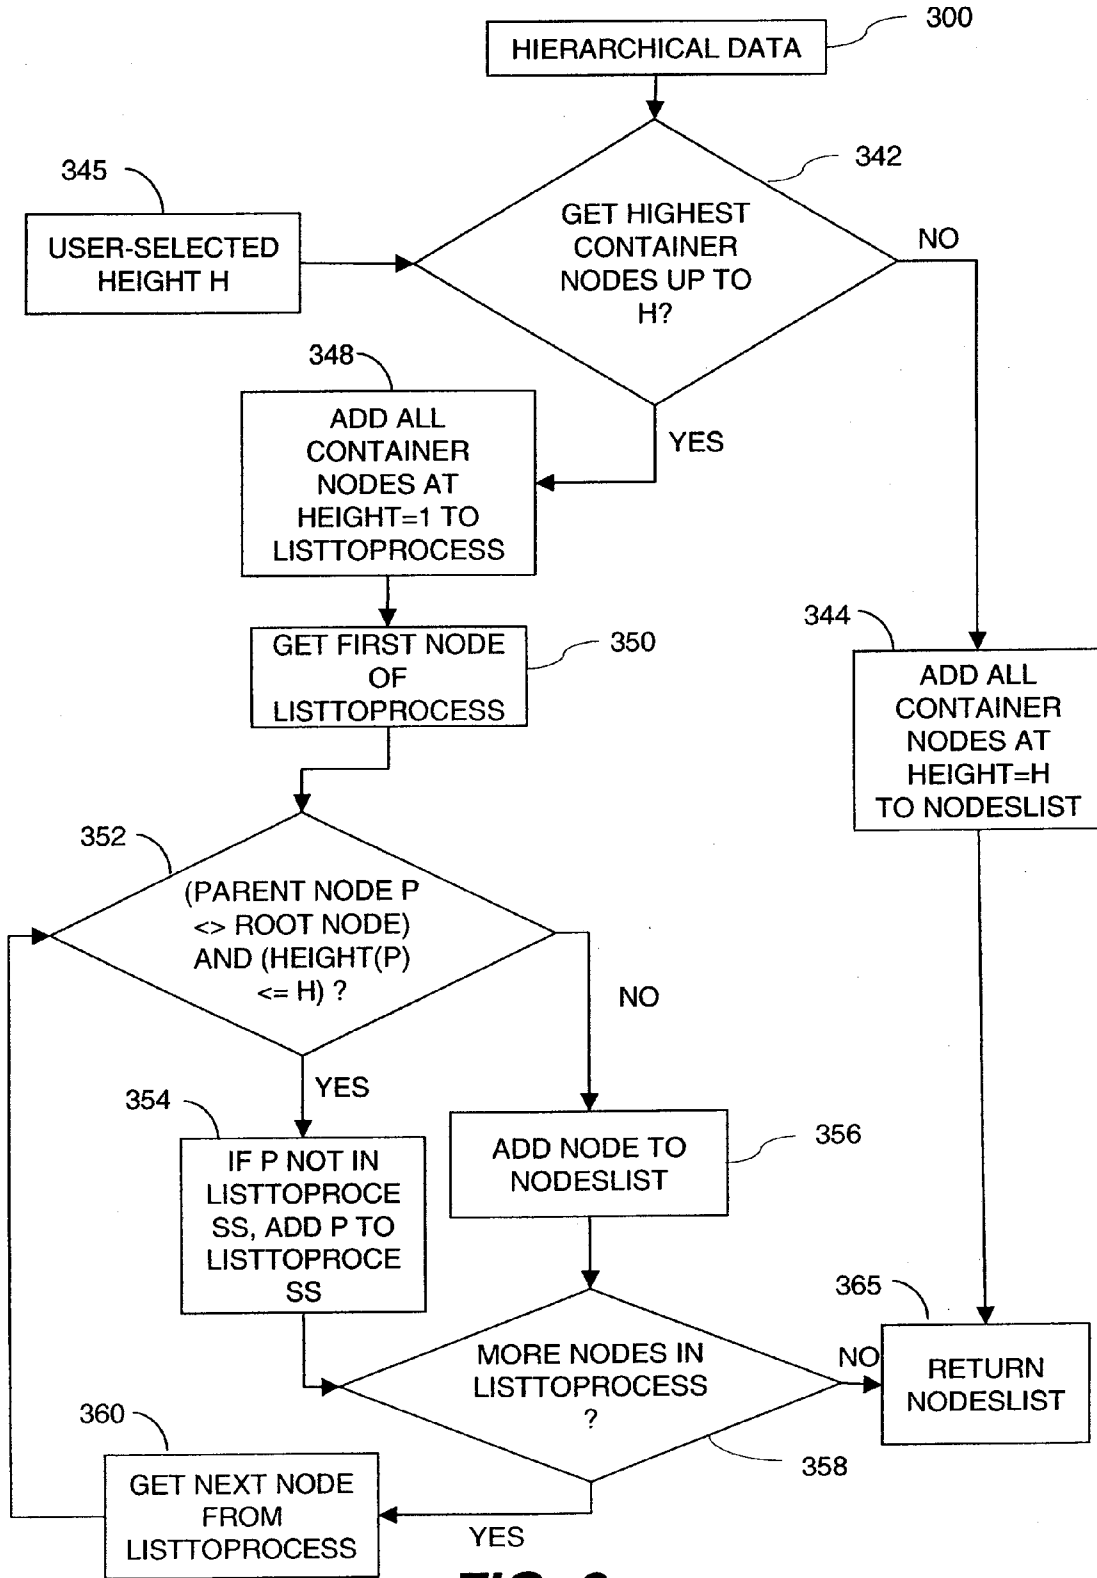 300
HIERARCHICAL DATA
342
345
GET HIGHEST
CONTAINER
NODES UP TO
H?
NO
USER-SELECTED
HEIGHT H
348
YES
ADD ALL
CONTAINER
NODES AT
HEIGHT=1 TO
LISTTOPROCESS
344
350
GET FIRST NODE
OF
LISTTOPROCESS
ADD ALL
CONTAINER
NODES AT
HEIGHT=H
TO NODESLIST
352
(PARENT NODE P
<> ROOT NODE)
AND (HEIGHT(P)
<= H) ?
NO
YES
354
IF P NOT IN
LISTTOPROCE
SS, ADD P TO
LISTTOPROCE
SS
ADD NODE TO
NODESLIST
356
365
MORE NODES IN
LISTTOPROCESS
?
NO
RETURN
NODESLIST
360
358
GET NEXT NODE
FROM
LISTTOPROCESS
YES